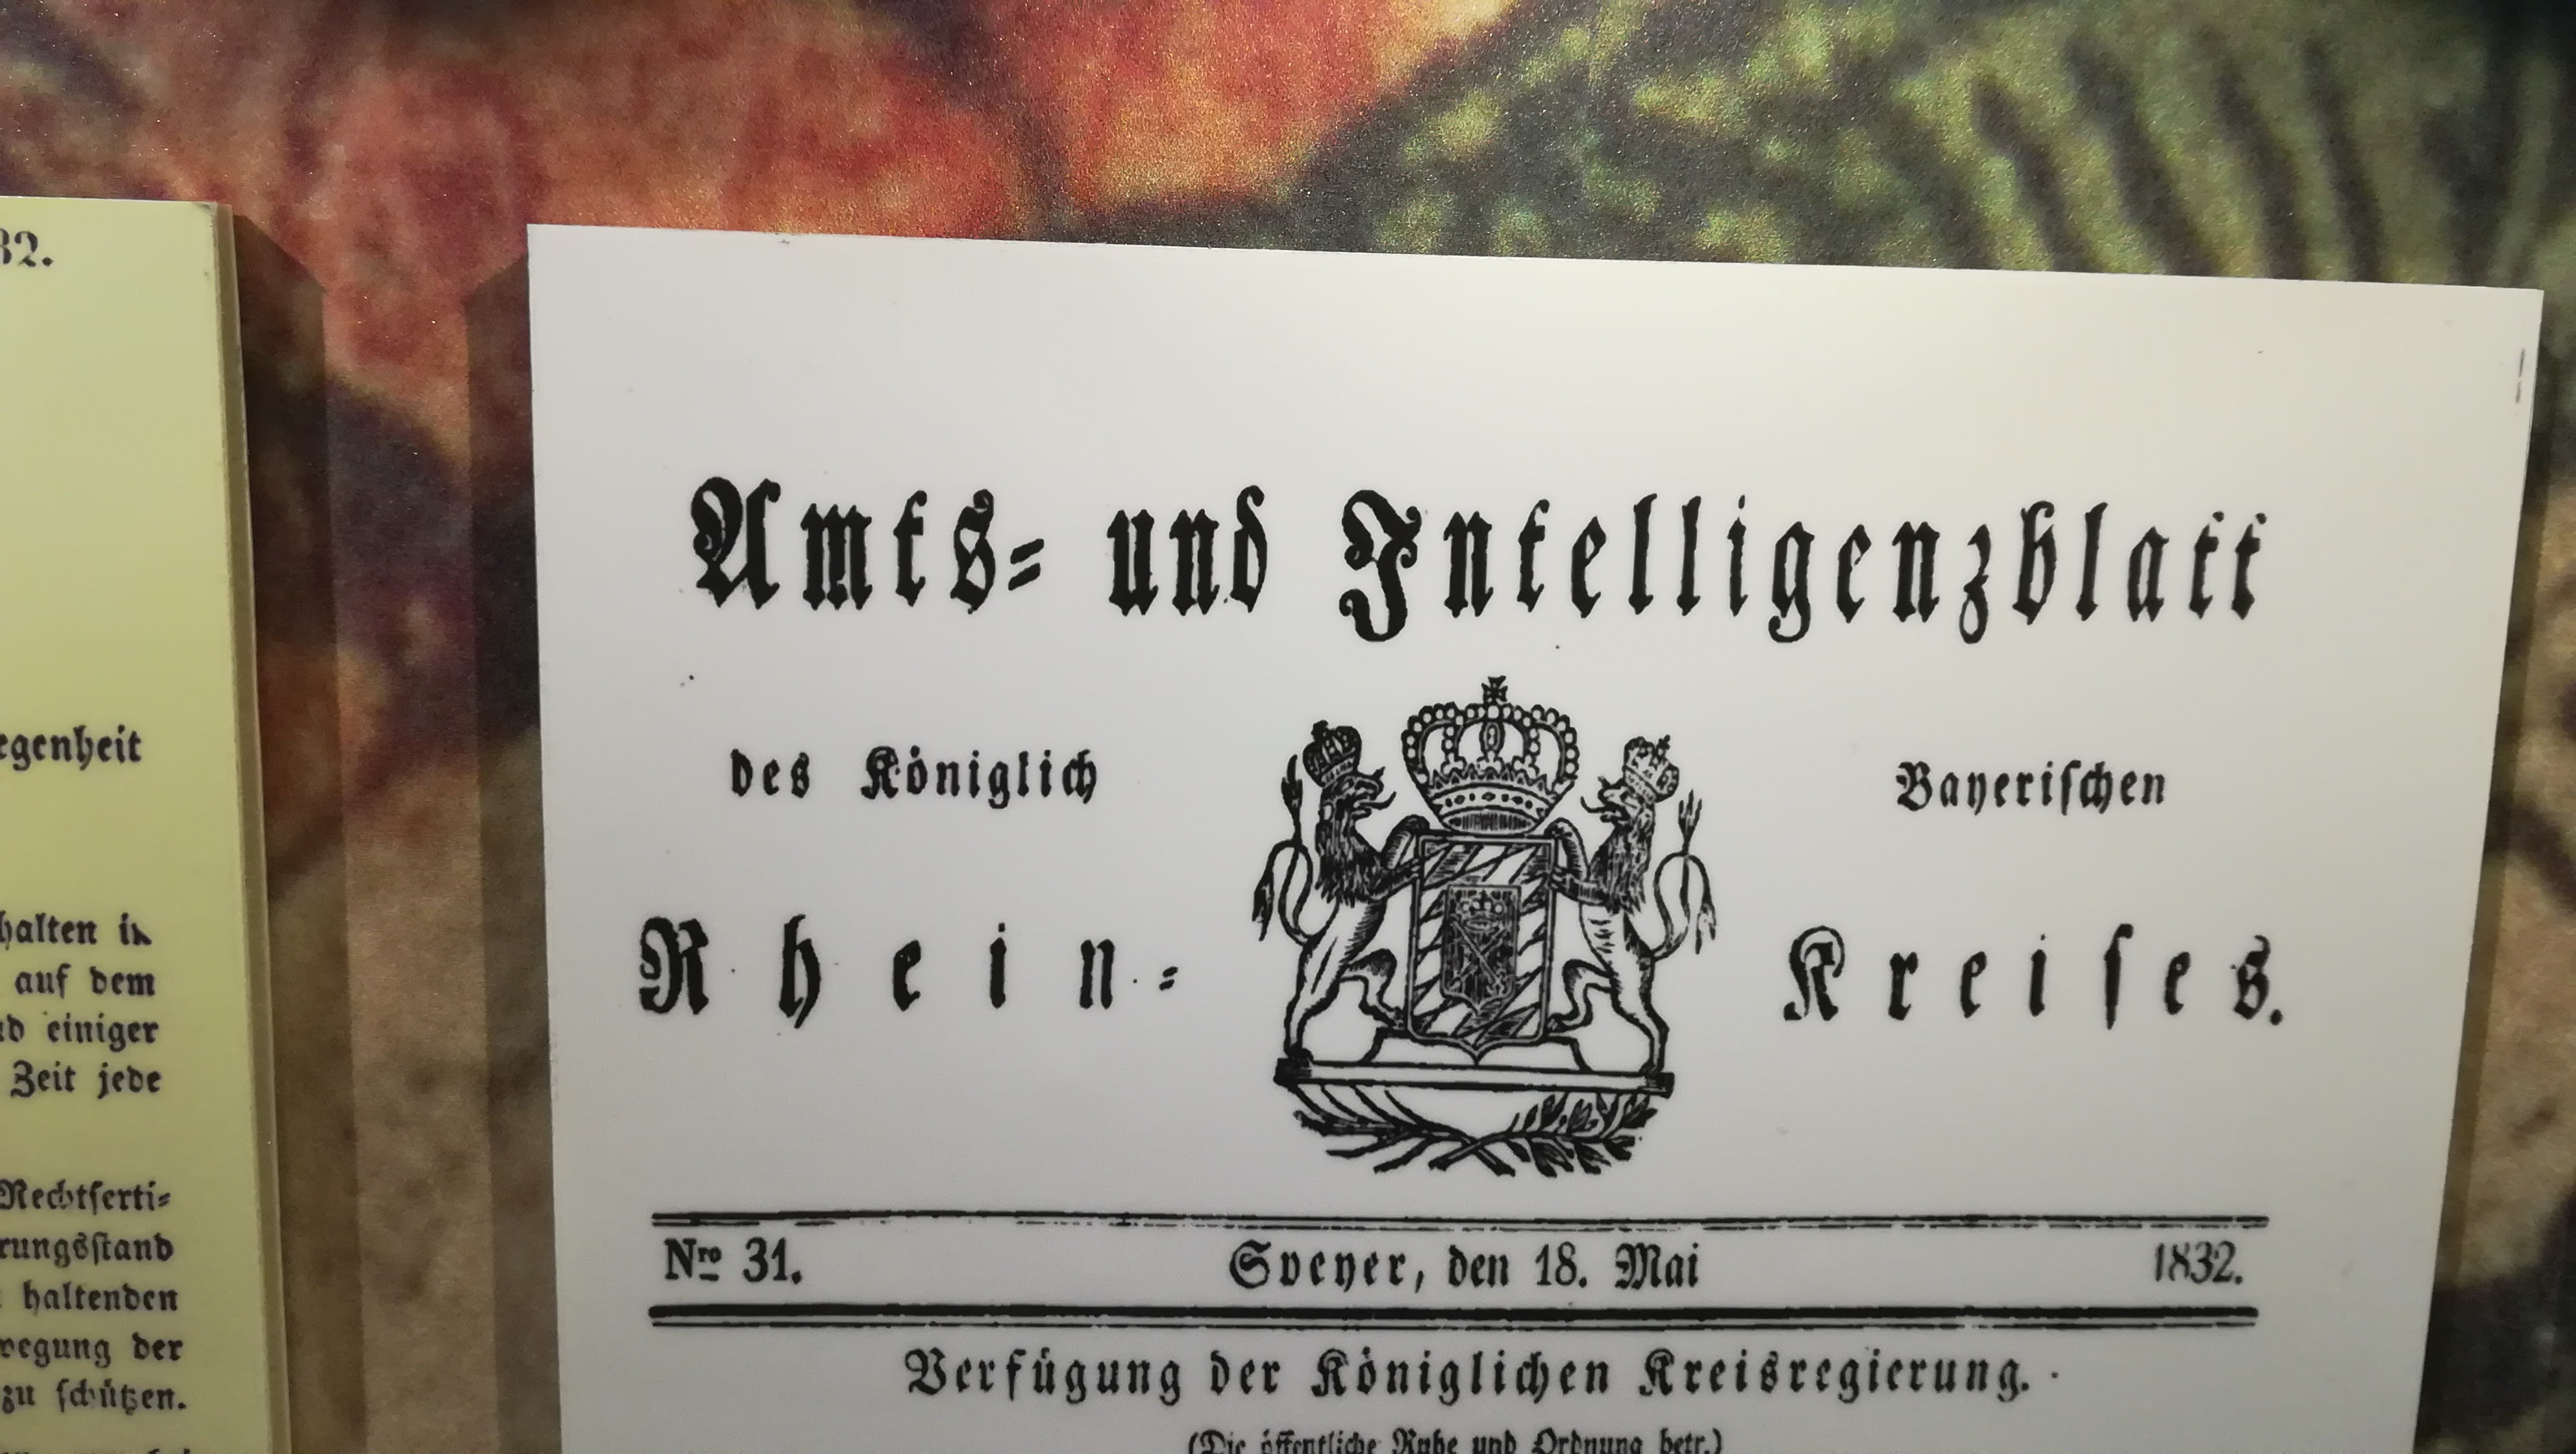 32.
egenheit
halten in
auf dem
einiger
Zeit jede
Rechtferti=
rungsstand
haltenden
wegung der
zu schützen.
Amts= und Intelligenzblatt
des Königlich Bayerischen
Rhein= Kreises.
Nro 31. Speyer, den 18. Mai 1832.
Verfügung der Königlichen Kreisregierung.
(Die öffentliche Ruhe und Ordnung betr.)